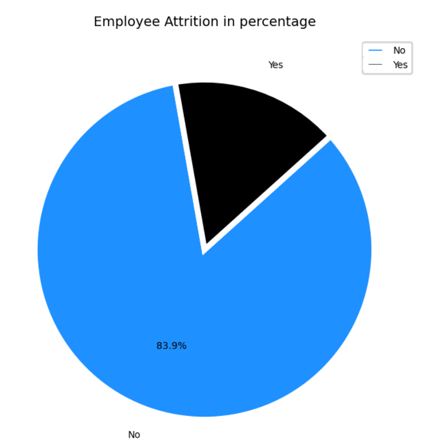 Employee Attrition in percentage
No
Yes
Yes
83.9%
No